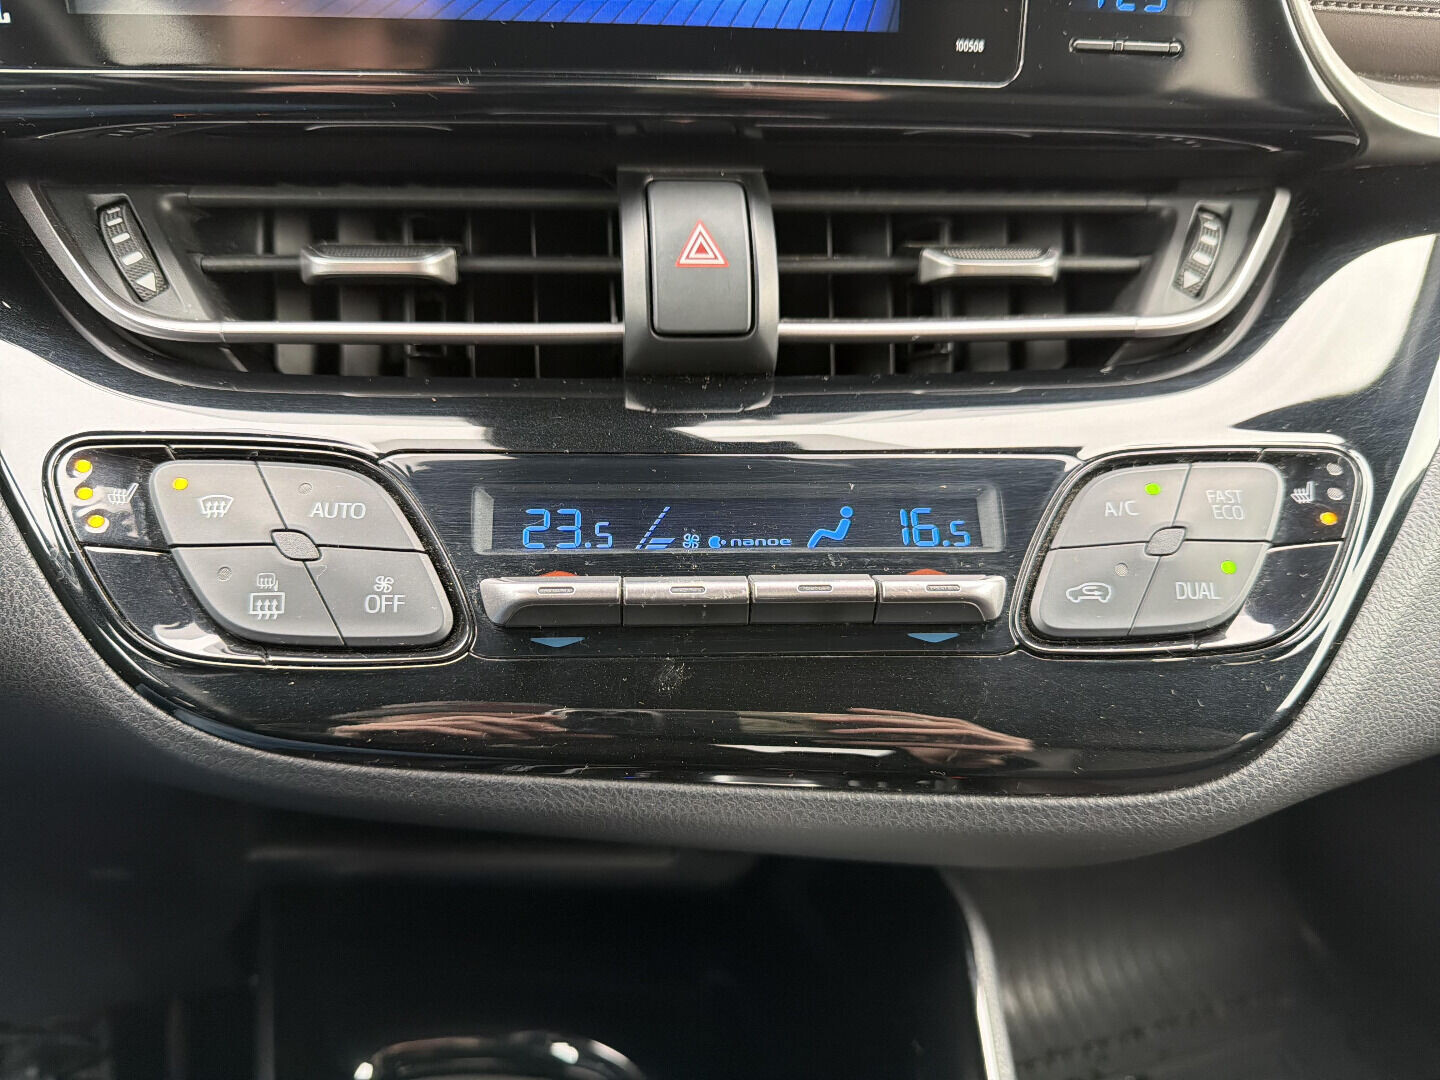 100508
AUTO
OFF
23.5
nanoe
16.5
A/C
FAST
ECO
DUAL